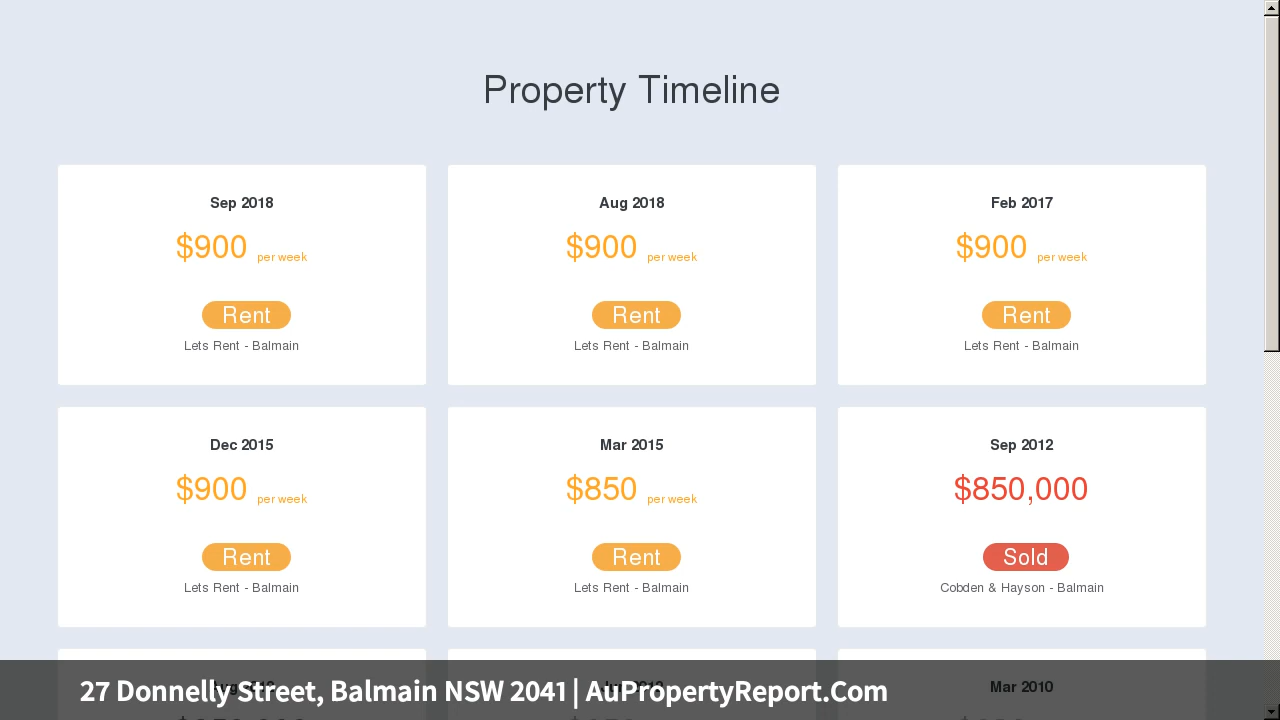 Property Timeline
Sep 2018
$900 per week
Rent
Lets Rent - Balmain
Aug 2018
$900 per week
Rent
Lets Rent - Balmain
Feb 2017
$900 per week
Rent
Lets Rent - Balmain
Dec 2015
$900 per week
Rent
Lets Rent - Balmain
Mar 2015
$850 per week
Rent
Lets Rent - Balmain
Sep 2012
$850,000
Sold
Cobden & Hayson - Balmain
Mar 2010
27 Donnelly Street, Balmain NSW 2041 | AuPropertyReport.Com